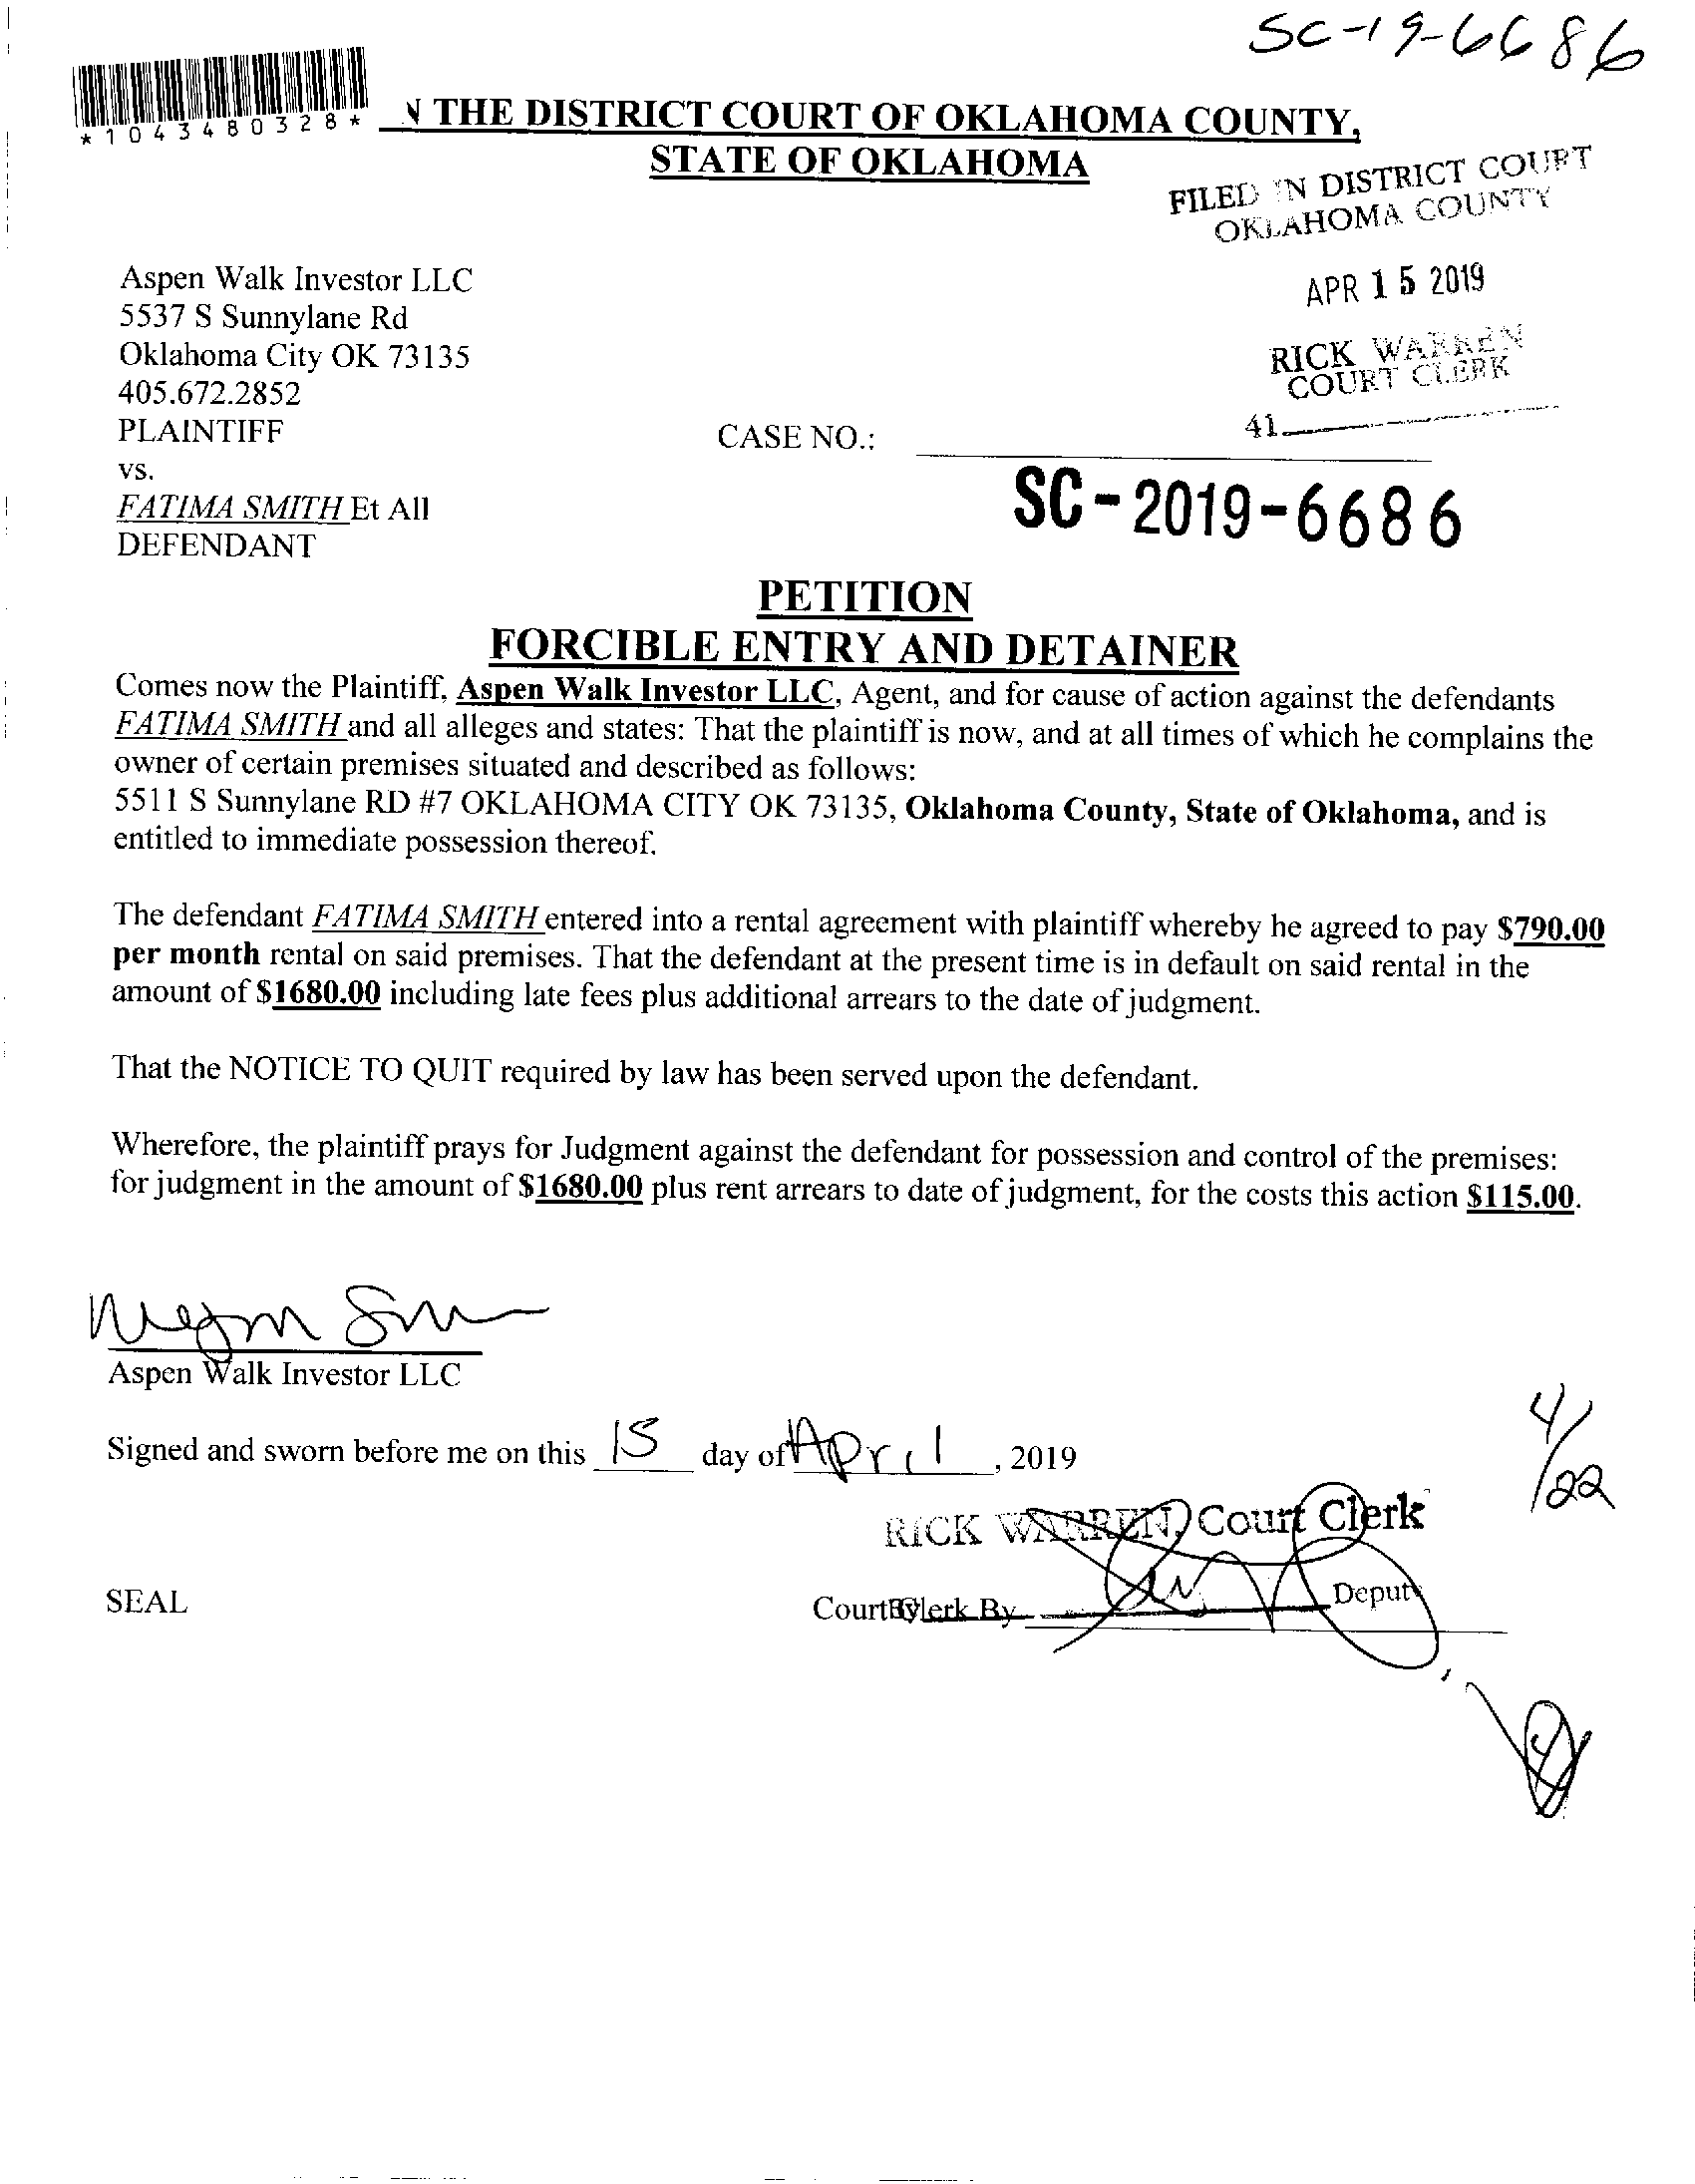 SC-19-6686
*1043480328*
N THE DISTRICT COURT OF OKLAHOMA COUNTY,
STATE OF OKLAHOMA
FILED IN DISTRICT COURT
OKLAHOMA COUNTY
APR 15 2019
RICK WARREN
COURT CLERK
41
Aspen Walk Investor LLC
5537 S Sunnylane Rd
Oklahoma City OK 73135
405.672.2852
PLAINTIFF
CASE NO.:
vs.
FATIMA SMITH Et All
DEFENDANT
SC-2019-6686
PETITION
FORCIBLE ENTRY AND DETAINER
Comes now the Plaintiff, Aspen Walk Investor LLC, Agent, and for cause of action against the defendants
FATIMA SMITH and all alleges and states: That the plaintiff is now, and at all times of which he complains the
owner of certain premises situated and described as follows:
5511 S Sunnylane RD #7 OKLAHOMA CITY OK 73135, Oklahoma County, State of Oklahoma, and is
entitled to immediate possession thereof.
The defendant FATIMA SMITH entered into a rental agreement with plaintiff whereby he agreed to pay $790.00
per month rental on said premises. That the defendant at the present time is in default on said rental in the
amount of $1680.00 including late fees plus additional arrears to the date of judgment.
That the NOTICE TO QUIT required by law has been served upon the defendant.
Wherefore, the plaintiff prays for Judgment against the defendant for possession and control of the premises:
for judgment in the amount of $1680.00 plus rent arrears to date of judgment, for the costs this action $115.00.
Aspen Walk Investor LLC
Signed and sworn before me on this 15 day of April, 2019
4/22
RICK WARREN, Court Clerk
SEAL
Court Clerk By
By Deputy